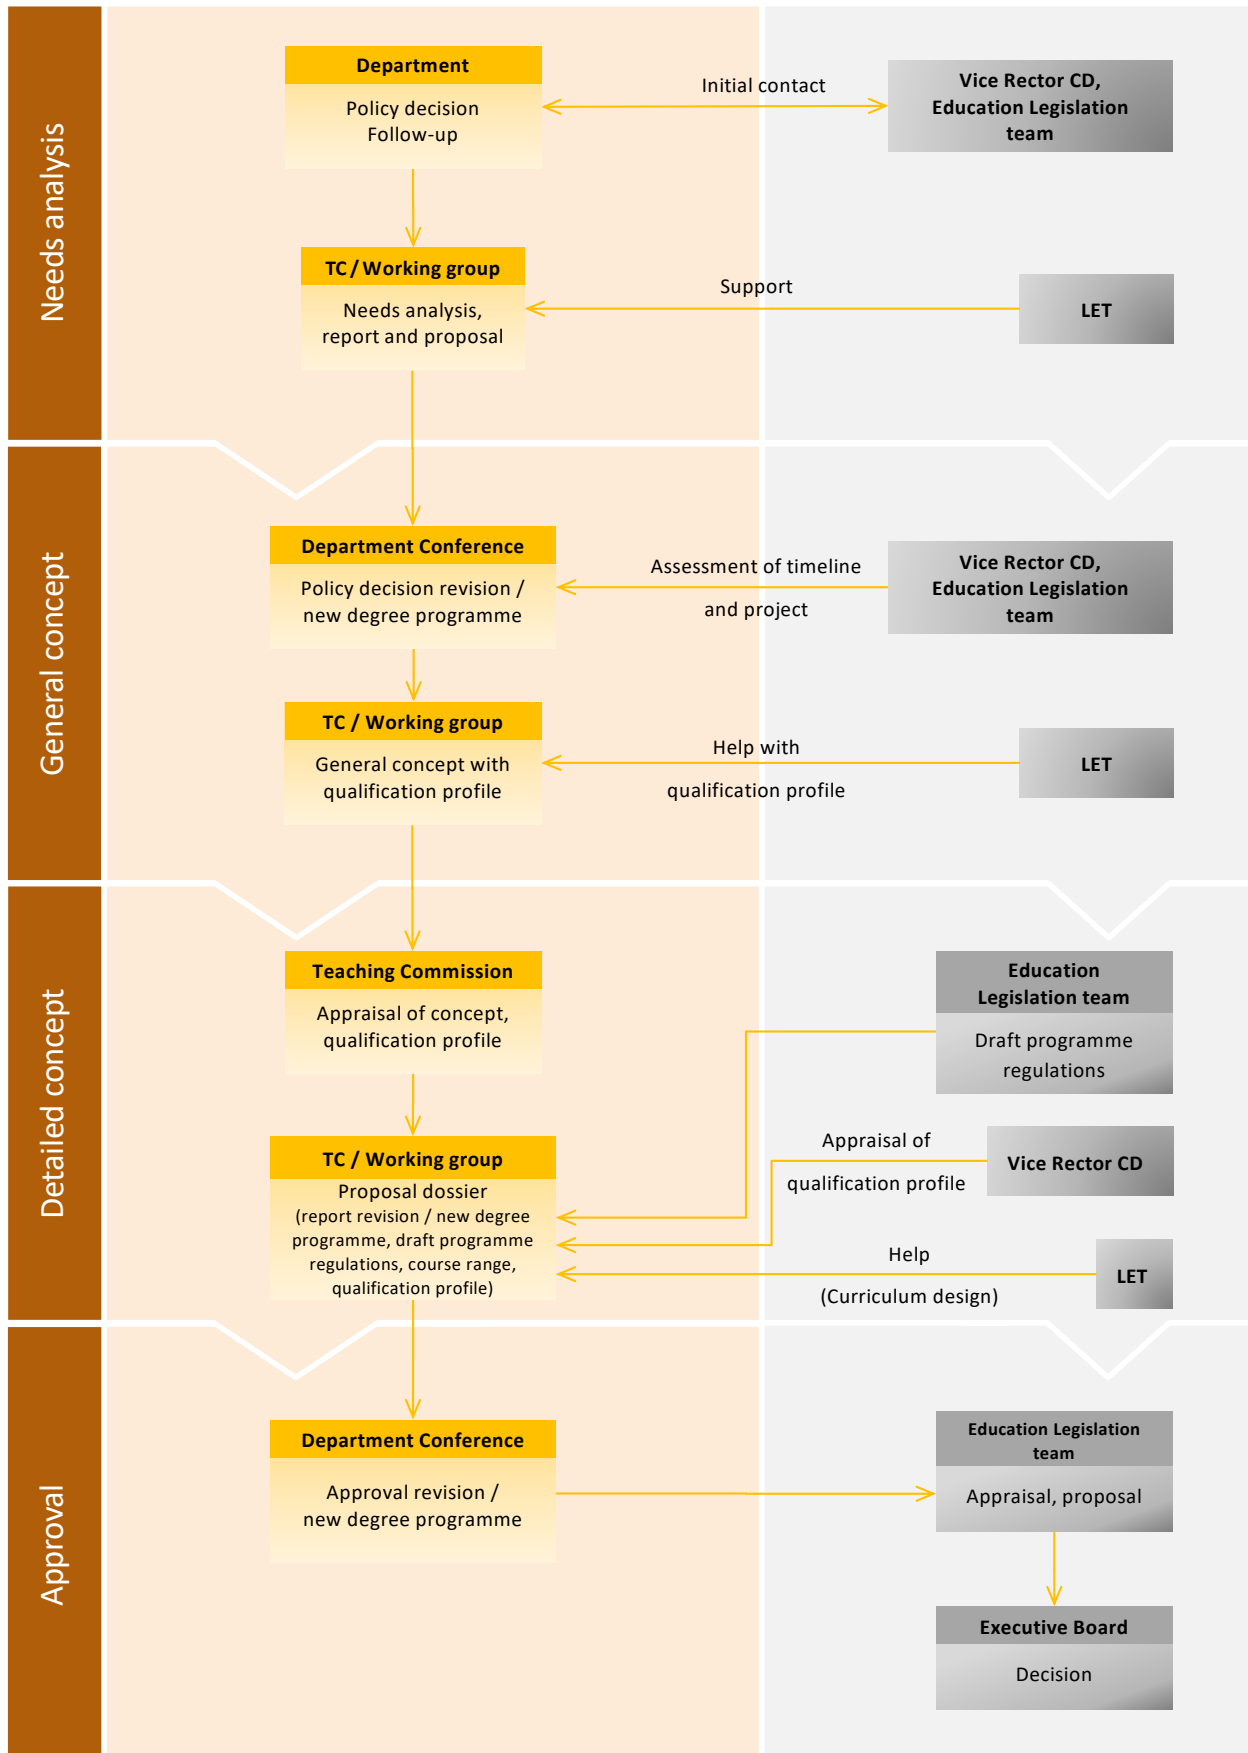 Needs analysis
Department
Policy decision
Follow-up
Initial contact
Vice Rector CD,
Education Legislation
team
TC / Working group
Needs analysis,
report and proposal
Support
LET
General concept
Department Conference
Policy decision revision /
new degree programme
Assessment of timeline
and project
Vice Rector CD,
Education Legislation
team
TC / Working group
General concept with
qualification profile
Help with
qualification profile
LET
Detailed concept
Teaching Commission
Appraisal of concept,
qualification profile
Education
Legislation team
Draft programme
regulations
TC / Working group
Proposal dossier
(report revision / new degree
programme, draft programme
regulations, course range,
qualification profile)
Appraisal of
qualification profile
Vice Rector CD
Help
(Curriculum design)
LET
Approval
Department Conference
Approval revision /
new degree programme
Education Legislation
team
Appraisal, proposal
Executive Board
Decision